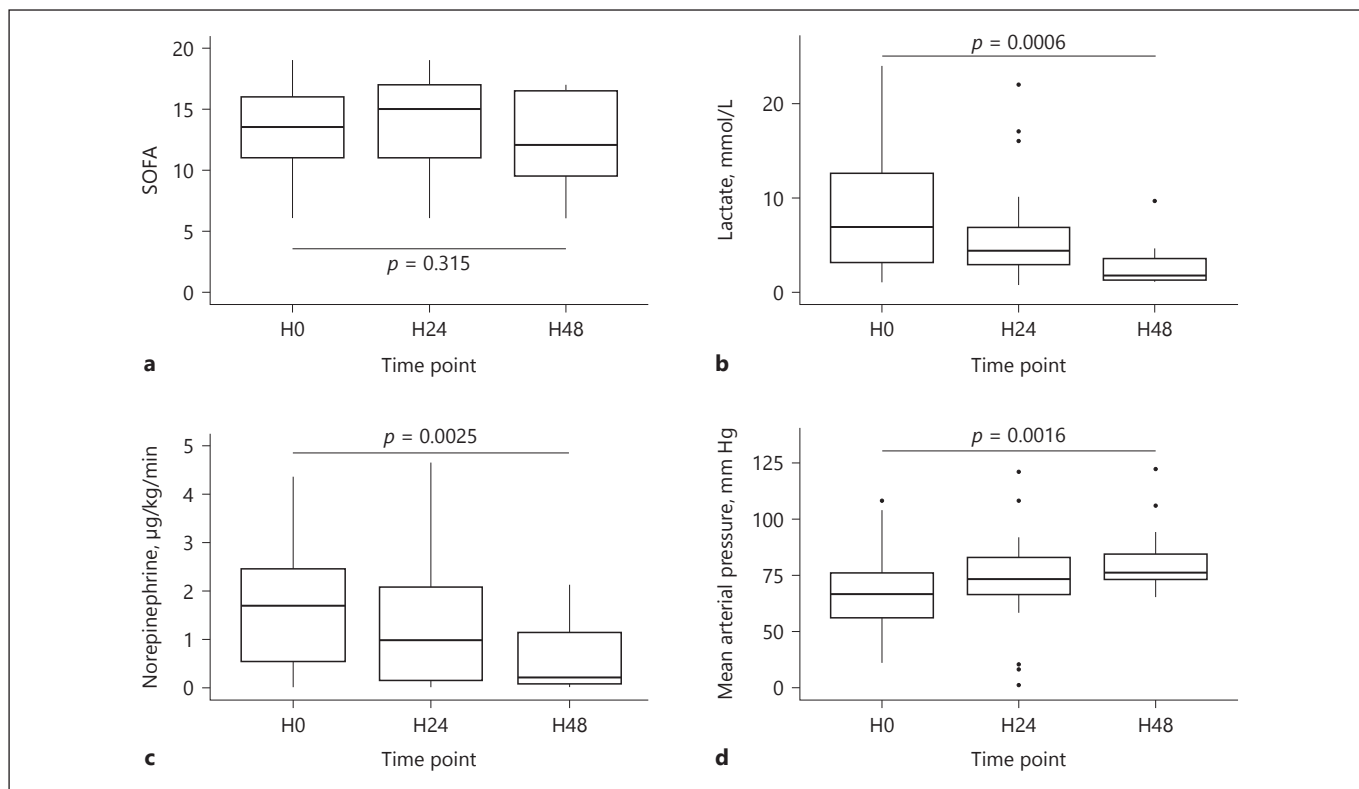 20
15
10
5
0
SOFA
p = 0.315
H0 H24 H48
Time point
a
20
10
0
Lactate, mmol/L
p = 0.0006
H0 H24 H48
Time point
b
5
4
3
2
1
0
Norepinephrine, µg/kg/min
p = 0.0025
H0 H24 H48
Time point
c
125
100
75
50
0
Mean arterial pressure, mm Hg
p = 0.0016
H0 H24 H48
Time point
d